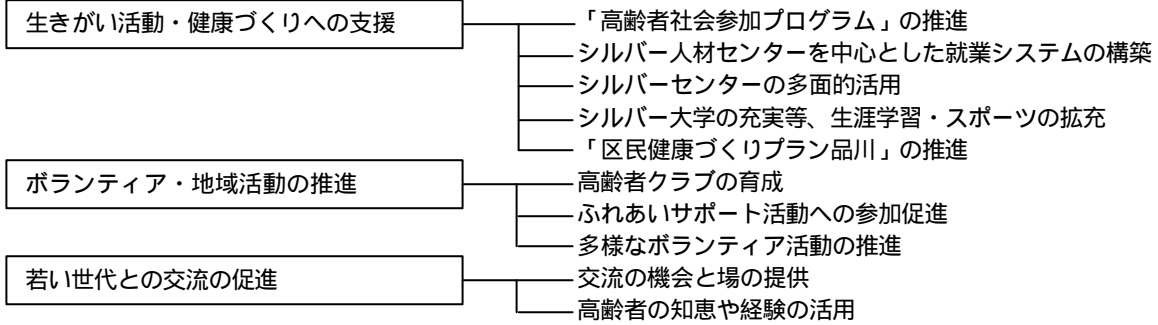 生きがい活動・健康づくりへの支援
「高齢者社会参加プログラム」の推進
シルバー人材センターを中心とした就業システムの構築
シルバーセンターの多面的活用
シルバー大学の充実等、生涯学習・スポーツの拡充
「区民健康づくりプラン品川」の推進
ボランティア・地域活動の推進
高齢者クラブの育成
ふれあいサポート活動への参加促進
多様なボランティア活動の推進
若い世代との交流の促進
交流の機会と場の提供
高齢者の知恵や経験の活用